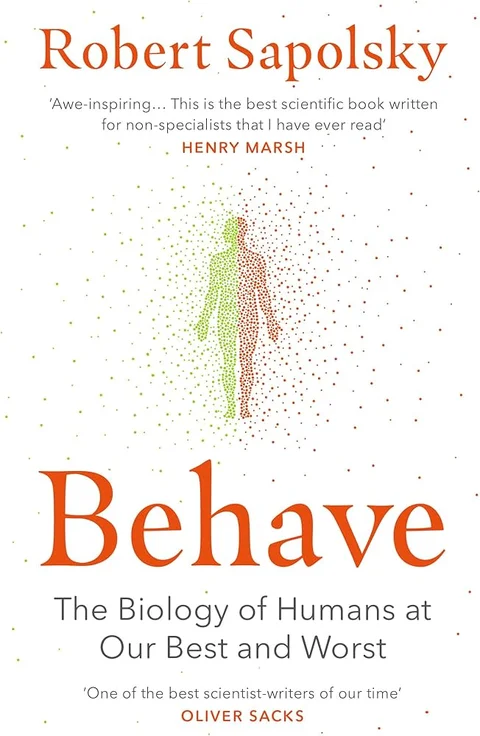 Robert Sapolsky
‘Awe-inspiring... This is the best scientific book written
for non-specialists that I have ever read’
HENRY MARSH
Behave
The Biology of Humans at
Our Best and Worst
‘One of the best scientist-writers of our time’
OLIVER SACKS